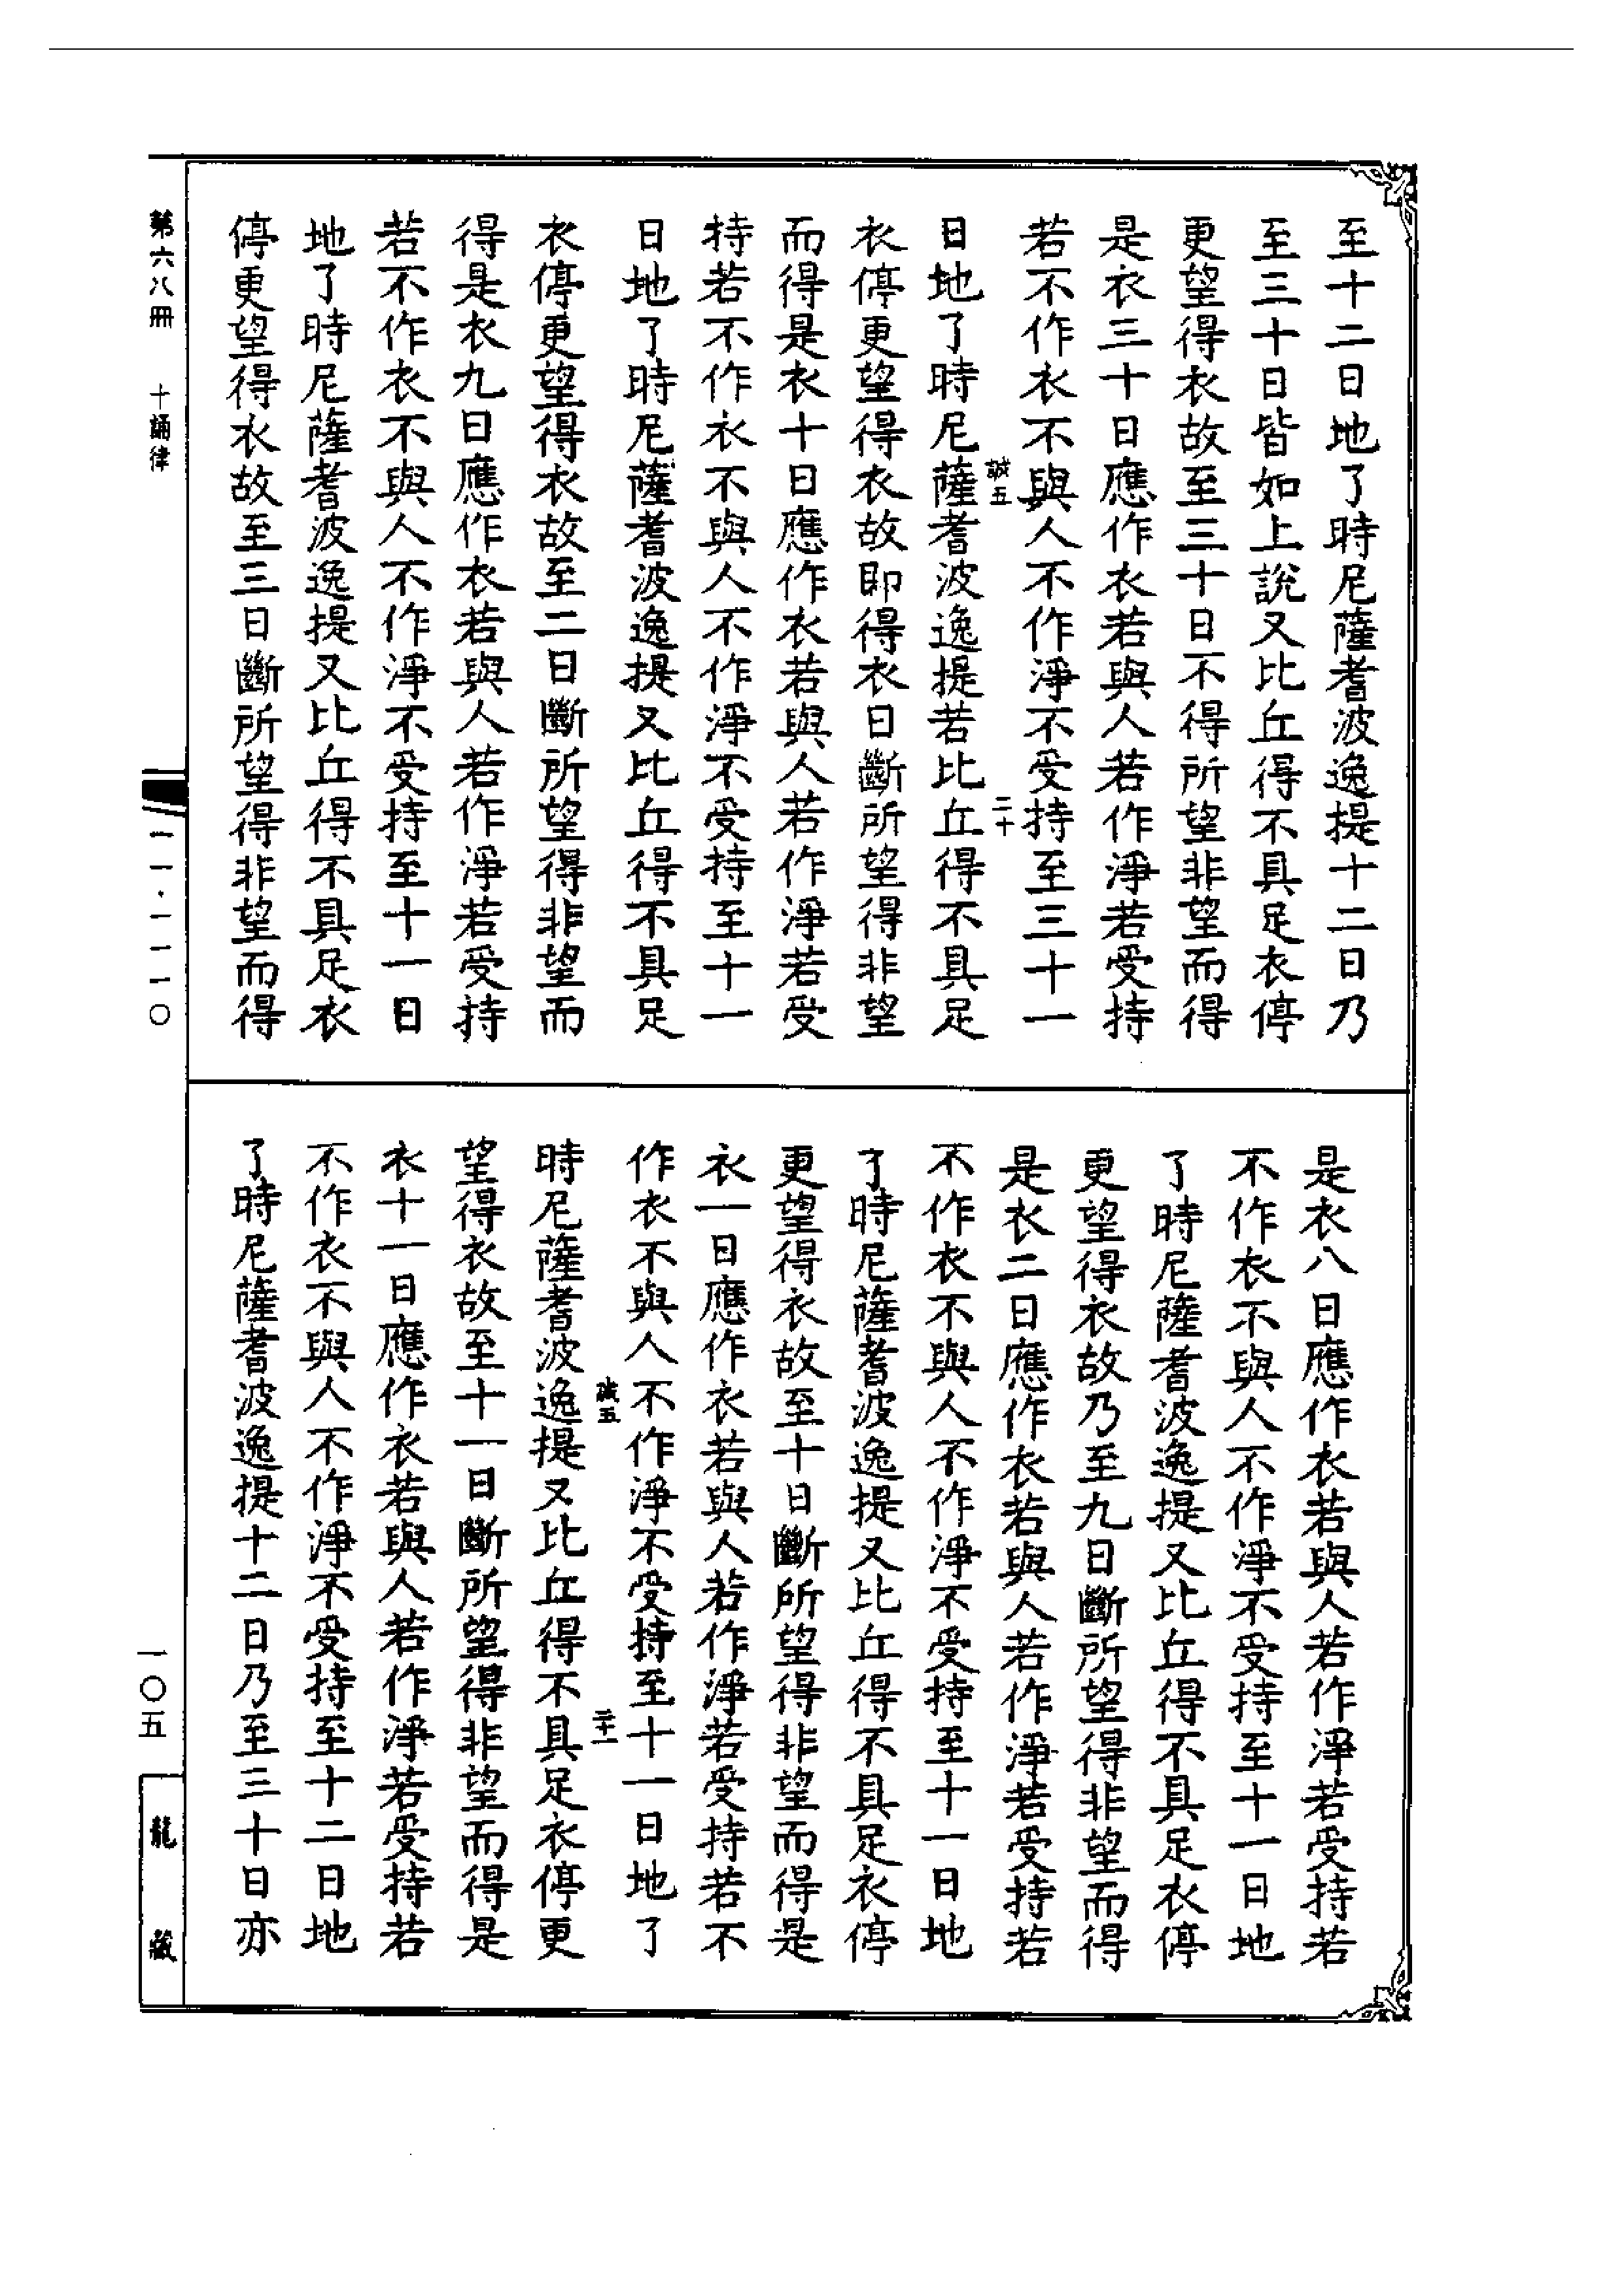 至十二日地了時尼薩耆波逸提十二日乃
至三十日皆如上說又比丘得不具足衣停
更望得衣故至三十日不得所望非望而得
是衣三十日應作衣若與人若作淨若受持
若不作衣不與人不作淨不受持至三十一
誠五 二十
日地了時尼薩耆波逸提若比丘得不具足
衣停更望得衣故即得衣日斷所望得非望
而得是衣十日應作衣若與人若作淨若受
持若不作衣不與人不作淨不受持至十一
日地了時尼薩耆波逸提又比丘得不具足
衣停更望得衣故至二日斷所望得非望而
得是衣九日應作衣若與人若作淨若受持
若不作衣不與人不作淨不受持至十一日
地了時尼薩耆波逸提又比丘得不具足衣
停更望得衣故至三日斷所望得非望而得
是衣八日應作衣若與人若作淨若受持若
不作衣不與人不作淨不受持至十一日地
了時尼薩耆波逸提又比丘得不具足衣停
更望得衣故乃至九日斷所望得非望而得
是衣二日應作衣若與人若作淨若受持若
不作衣不與人不作淨不受持至十一日地
了時尼薩耆波逸提又比丘得不具足衣停
更望得衣故至十日斷所望得非望而得是
衣一日應作衣若與人若作淨若受持若不
作衣不與人不作淨不受持至十一日地了
誠五 二十一
時尼薩耆波逸提又比丘得不具足衣停更
望得衣故至十一日斷所望得非望而得是
衣十一日應作衣若與人若作淨若受持若
不作衣不與人不作淨不受持至十二日地
了時尼薩耆波逸提十二日乃至三十日亦
第六八冊 十誦律
一一·一一一〇
一〇五
龍藏